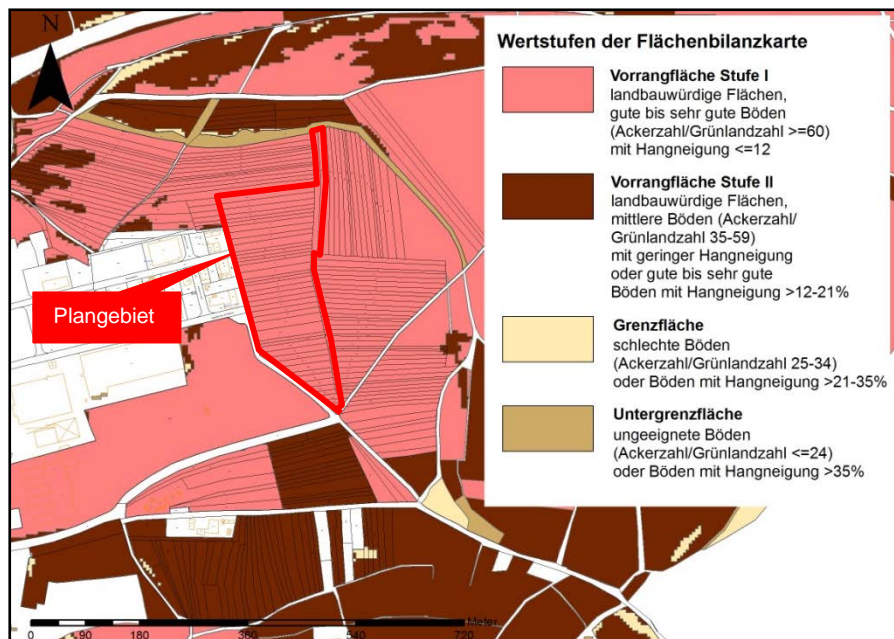 N
Wertstufen der Flächenbilanzkarte
Vorrangfläche Stufe I
landbauwürdige Flächen,
gute bis sehr gute Böden
(Ackerzahl/Grünlandzahl >=60)
mit Hangneigung <=12
Vorrangfläche Stufe II
landbauwürdige Flächen,
mittlere Böden (Ackerzahl/
Grünlandzahl 35-59)
mit geringer Hangneigung
oder gute bis sehr gute
Böden mit Hangneigung >12-21%
Grenzfläche
schlechte Böden
(Ackerzahl/Grünlandzahl 25-34)
oder Böden mit Hangneigung >21-35%
Untergrenzfläche
ungeeignete Böden
(Ackerzahl/Grünlandzahl <=24)
oder Böden mit Hangneigung >35%
Plangebiet
Meter
0 90 180 360 540 720